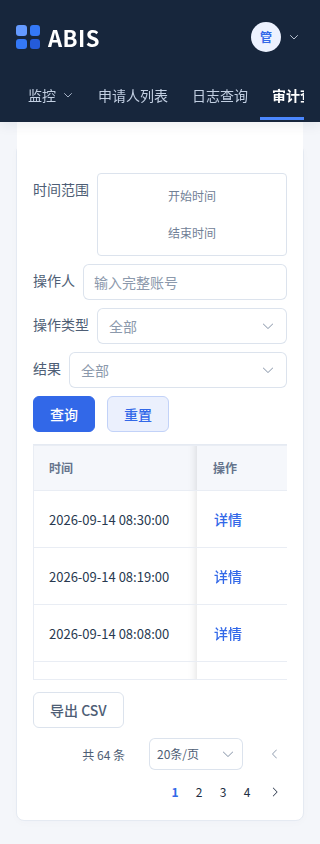 ABIS
管
监控
申请人列表
日志查询
审计
时间范围
开始时间
结束时间
操作人
输入完整账号
操作类型
全部
结果
全部
查询
重置
时间
操作
2026-09-14 08:30:00
详情
2026-09-14 08:19:00
详情
2026-09-14 08:08:00
详情
导出 CSV
共 64 条
20条/页
1
2
3
4